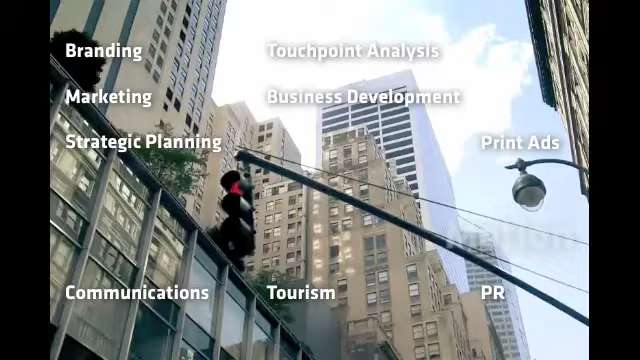 Branding
Touchpoint Analysis
Marketing
Business Development
Strategic Planning
Print Ads
Communications
Tourism
PR